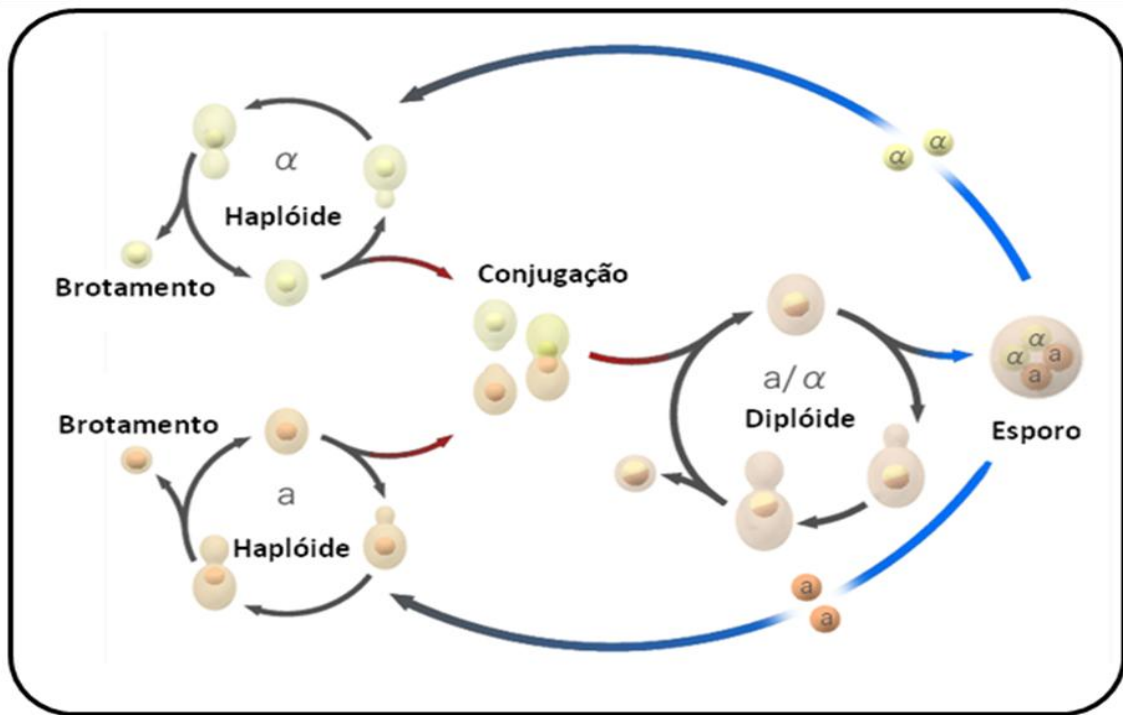 α
Haplóide
Brotamento
Conjugação
α
α
α
α
a
a
Esporo
a/α
Diplóide
Brotamento
a
Haplóide
a
a